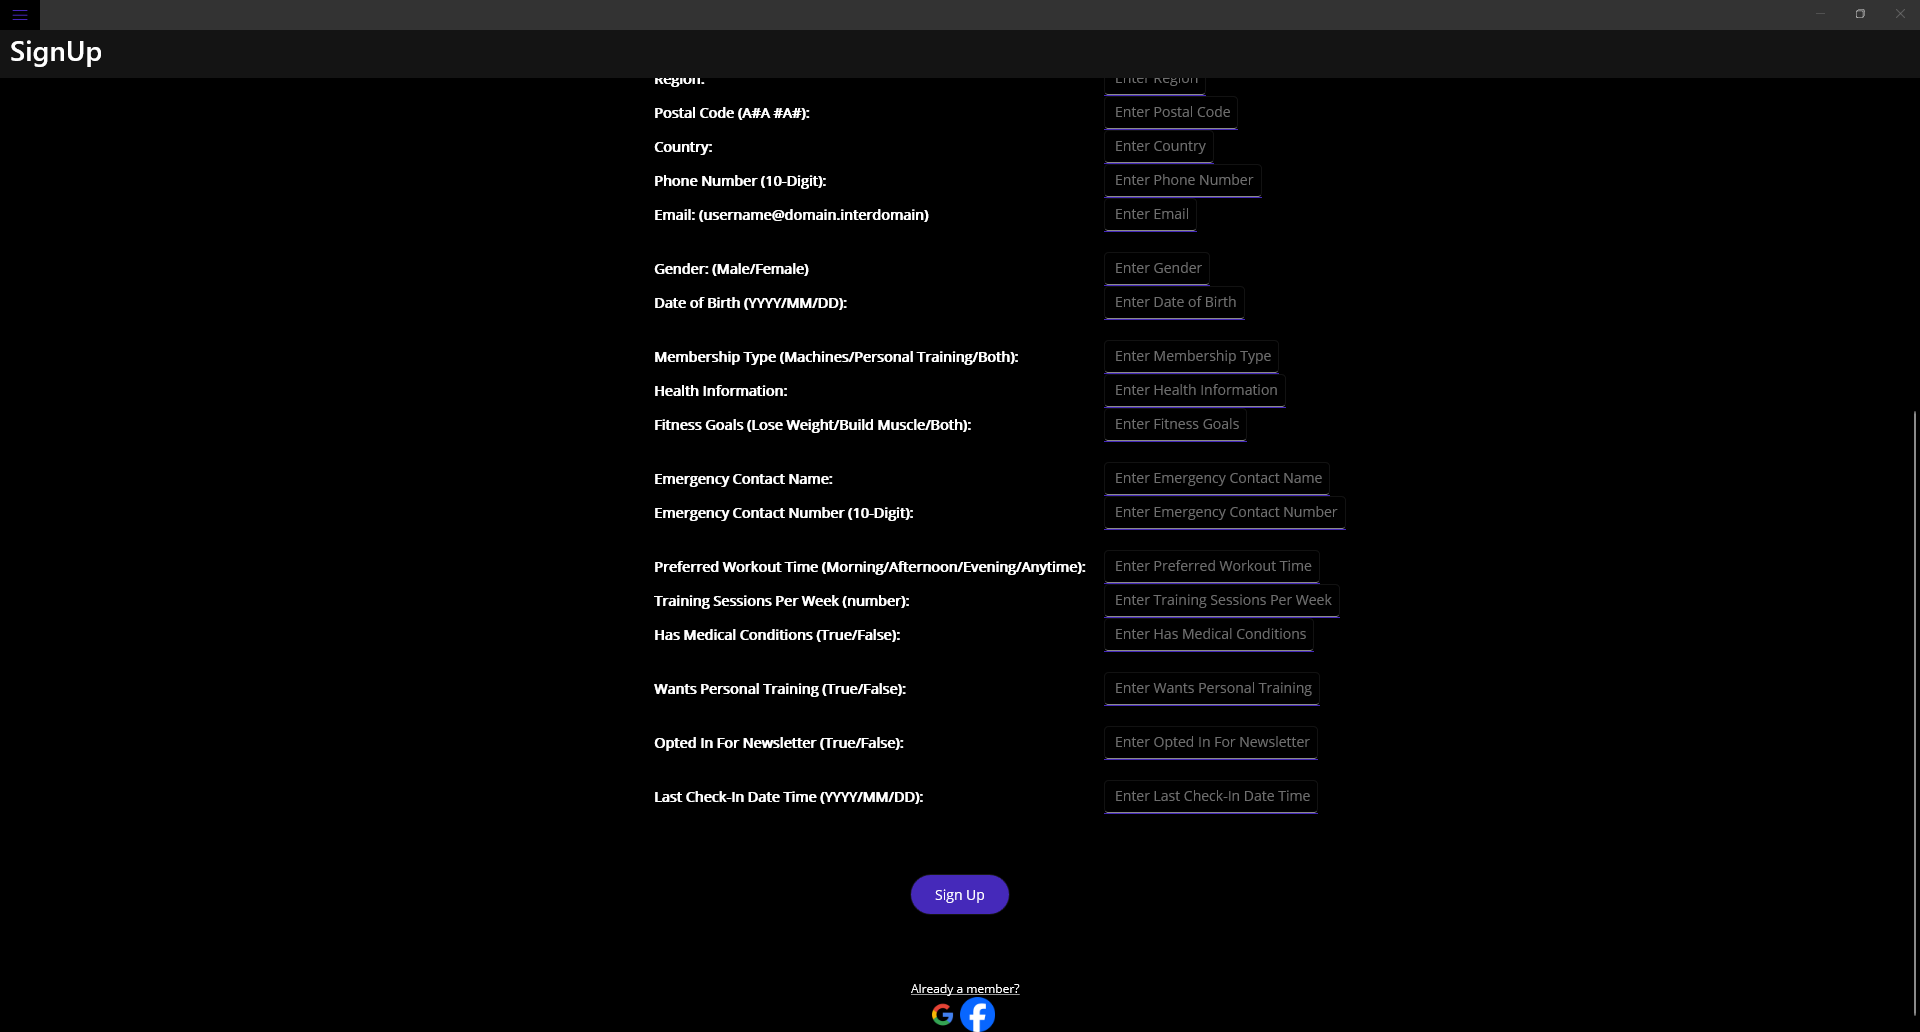 SignUp
Region: Enter Region
Postal Code (A#A #A#): Enter Postal Code
Country: Enter Country
Phone Number (10-Digit): Enter Phone Number
Email: (username@domain.interdomain) Enter Email
Gender: (Male/Female) Enter Gender
Date of Birth (YYYY/MM/DD): Enter Date of Birth
Membership Type (Machines/Personal Training/Both): Enter Membership Type
Health Information: Enter Health Information
Fitness Goals (Lose Weight/Build Muscle/Both): Enter Fitness Goals
Emergency Contact Name: Enter Emergency Contact Name
Emergency Contact Number (10-Digit): Enter Emergency Contact Number
Preferred Workout Time (Morning/Afternoon/Evening/Anytime): Enter Preferred Workout Time
Training Sessions Per Week (number): Enter Training Sessions Per Week
Has Medical Conditions (True/False): Enter Has Medical Conditions
Wants Personal Training (True/False): Enter Wants Personal Training
Opted In For Newsletter (True/False): Enter Opted In For Newsletter
Last Check-In Date Time (YYYY/MM/DD): Enter Last Check-In Date Time
Sign Up
Already a member?